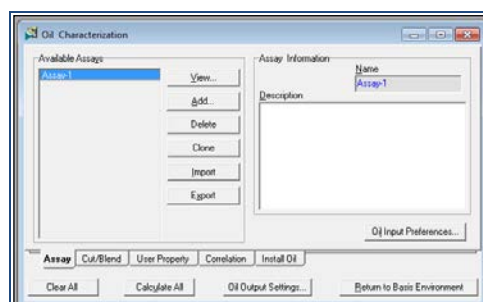 Oil Characterization
Available Assays
Assay-1
View...
Add...
Delete
Clone
Import
Export
Assay Information
Name
Assay-1
Description
Oil Input Preferences...
Assay Cut/Blend User Property Correlation Install Oil
Clear All Calculate All Oil Output Settings... Return to Basis Environment